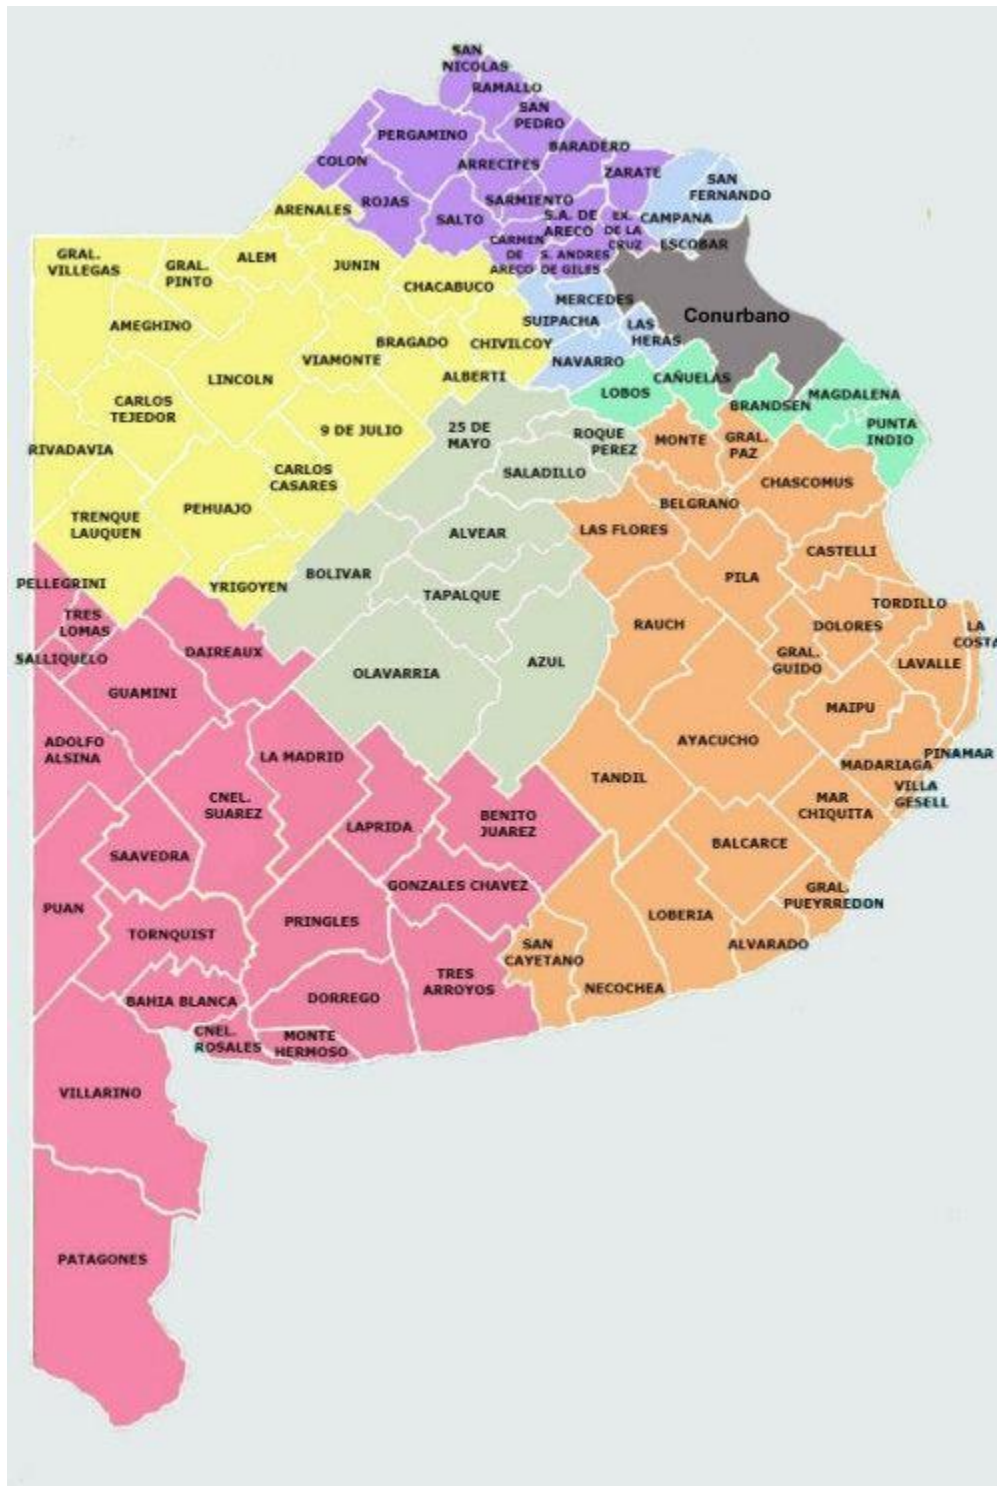 SAN
NICOLAS
RAMALLO
SAN
PEDRO
PERGAMINO
BARADERO
COLON
ARRECIFES
ZARATE
SAN
FERNANDO
ROJAS
SARMIENTO
ARENALES
SALTO
S.A. DE
ARECO
EX.
DE LA
CRUZ
CAMPANA
CARMEN
DE
ARECO
S. ANDRES
DE GILES
ESCOBAR
GRAL.
VILLEGAS
GRAL.
PINTO
ALEM
JUNIN
CHACABUCO
MERCEDES
Conurbano
AMEGHINO
SUIPACHA
LAS
HERAS
BRAGADO
CHIVILCOY
VIAMONTE
NAVARRO
LINCOLN
ALBERTI
CAÑUELAS
LOBOS
MAGDALENA
BRANDSEN
CARLOS
TEJEDOR
9 DE JULIO
25 DE
MAYO
ROQUE
PEREZ
MONTE
GRAL.
PAZ
PUNTA
INDIO
RIVADAVIA
CARLOS
CASARES
SALADILLO
CHASCOMUS
PEHUAJO
BELGRANO
TRENQUE
LAUQUEN
ALVEAR
LAS FLORES
CASTELLI
PELLEGRINI
YRIGOYEN
BOLIVAR
TAPALQUE
PILA
TORDILLO
TRES
LOMAS
RAUCH
DOLORES
LA
COSTA
SALLIQUELO
DAIREAUX
OLAVARRIA
AZUL
GRAL.
GUIDO
LAVALLE
GUAMINI
MAIPU
ADOLFO
ALSINA
LA MADRID
AYACUCHO
PINAMAR
MADARIAGA
TANDIL
VILLA
GESELL
CNEL.
SUAREZ
MAR
CHIQUITA
LAPRIDA
BENITO
JUAREZ
BALCARCE
SAAVEDRA
GONZALES CHAVEZ
GRAL.
PUEYRREDON
PUAN
PRINGLES
LOBERIA
TORNQUIST
ALVARADO
SAN
CAYETANO
TRES
ARROYOS
NECOCHEA
BAHIA BLANCA
DORREGO
CNEL.
ROSALES
MONTE
HERMOSO
VILLARINO
PATAGONES